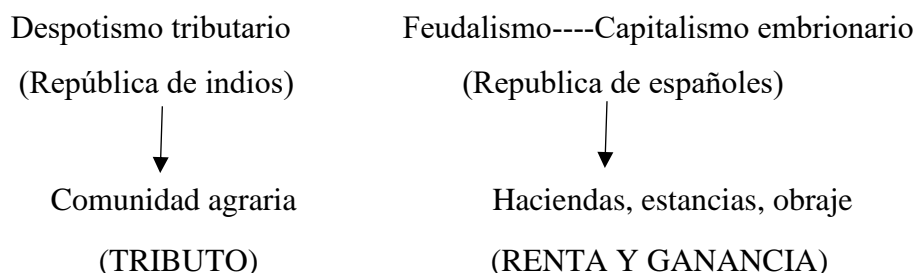 Despotismo tributario Feudalismo----Capitalismo embrionario
(República de indios) (Republica de españoles)
Comunidad agraria Haciendas, estancias, obraje
(TRIBUTO) (RENTA Y GANANCIA)